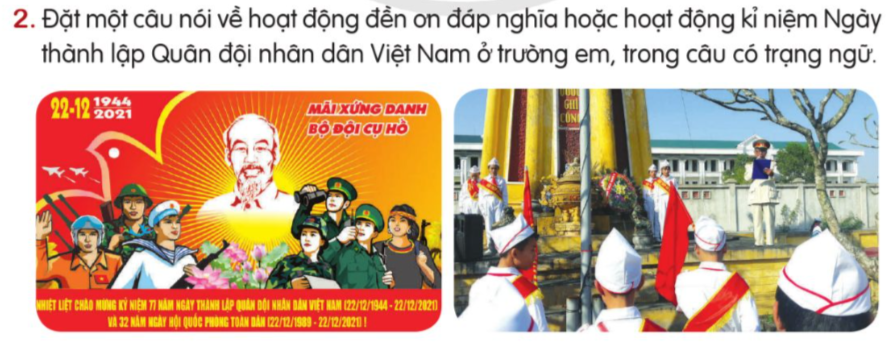 2. Đặt một câu nói về hoạt động đền ơn đáp nghĩa hoặc hoạt động kỉ niệm Ngày
thành lập Quân đội nhân dân Việt Nam ở trường em, trong câu có trạng ngữ.
22-12 1944
2021
MÃI XỨNG DANH
BỘ ĐỘI CỤ HỒ
NHIỆT LIỆT CHÀO MỪNG KỶ NIỆM 77 NĂM NGÀY THÀNH LẬP QUÂN ĐỘI NHÂN DÂN VIỆT NAM (22/12/1944 - 22/12/2021)
VÀ 32 NĂM NGÀY HỘI QUỐC PHÒNG TOÀN DÂN (22/12/1989 - 22/12/2021) !
GHI
CÔNG